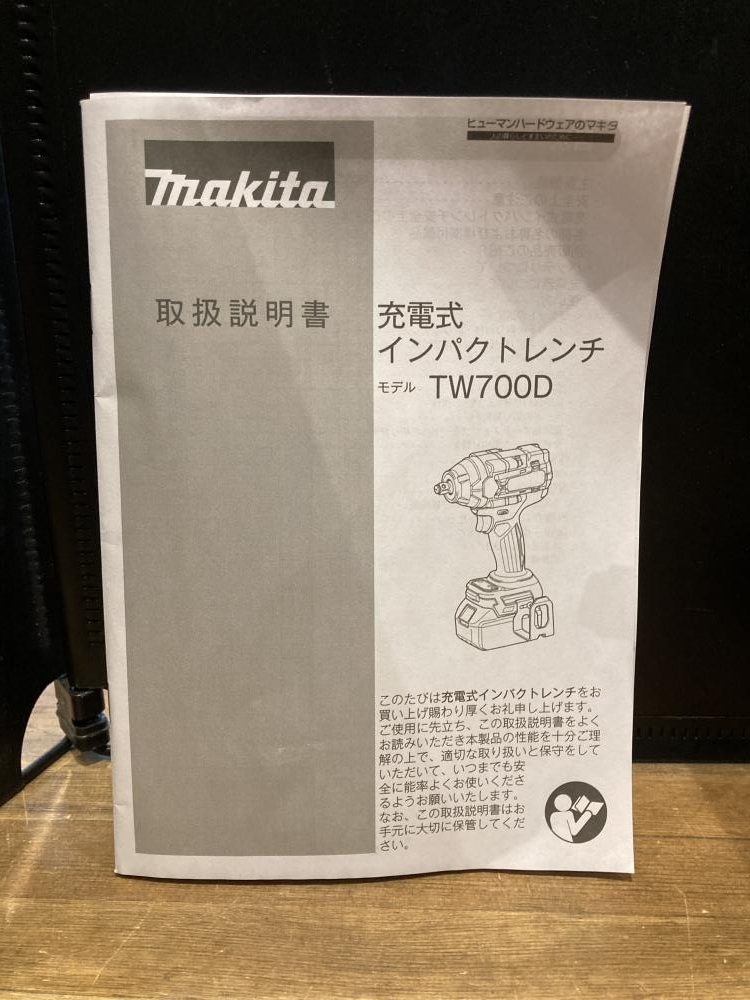 ヒューマンハードウェアのマキタ
makita
取扱説明書
充電式
インパクトレンチ
モデル TW700D
このたびは充電式インパクトレンチをお
買い上げ賜わり厚くお礼申し上げます。
ご使用に先立ち、この取扱説明書をよく
お読みいただき本製品の性能を十分ご理
解の上で、適切な取り扱いと保守をして
いただいて、いつまでも安
全に能率よくお使いくださ
るようお願いいたします。
なお、この取扱説明書はお
手元に大切に保管してくだ
さい。